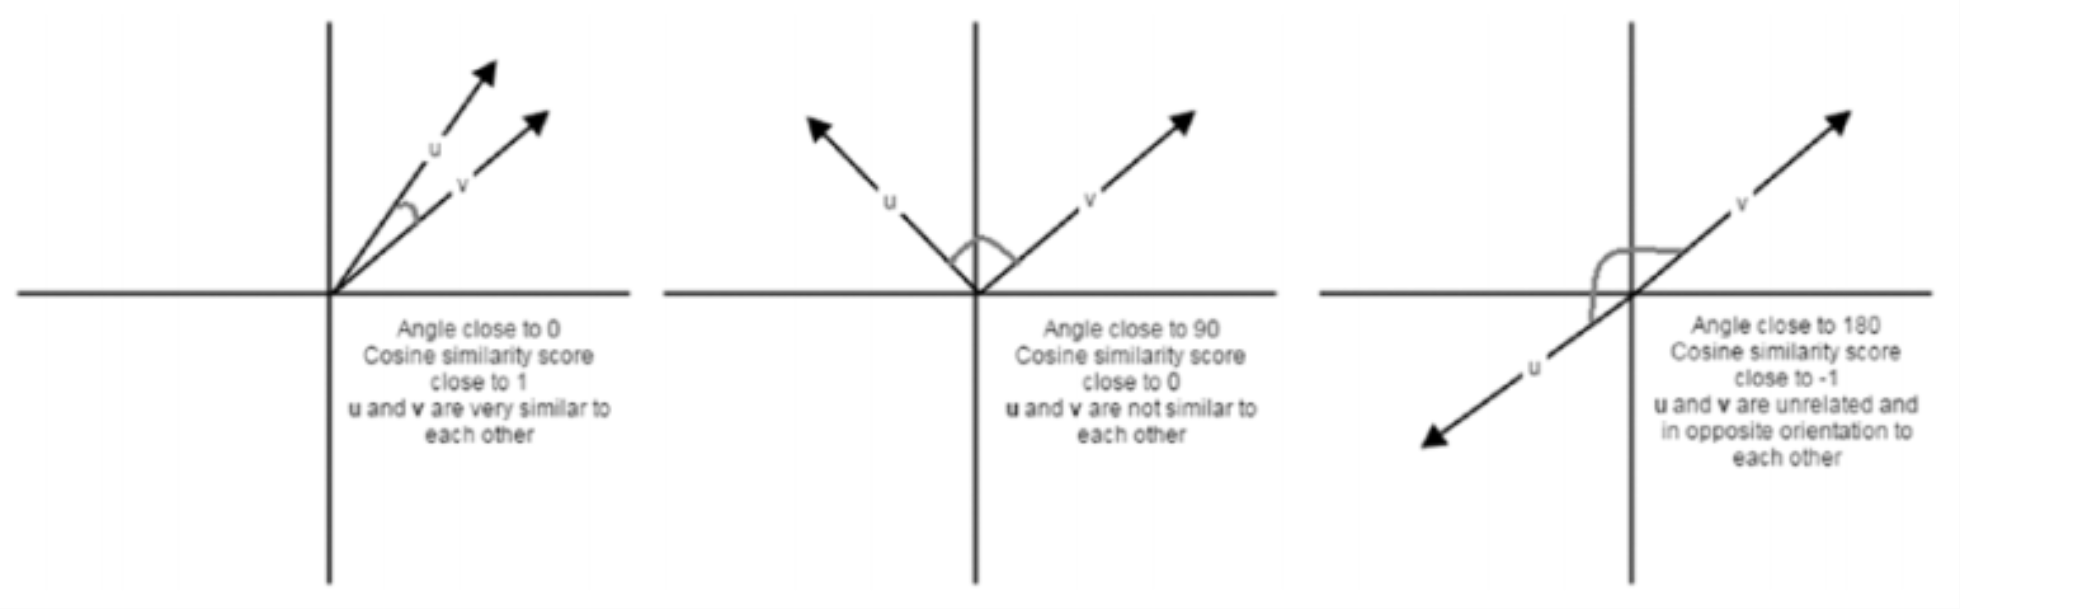 u
v
Angle close to 0
Cosine similarity score
close to 1
u and v are very similar to
each other
u
v
Angle close to 90
Cosine similarity score
close to 0
u and v are not similar to
each other
v
u
Angle close to 180
Cosine similarity score
close to -1
u and v are unrelated and
in opposite orientation to
each other